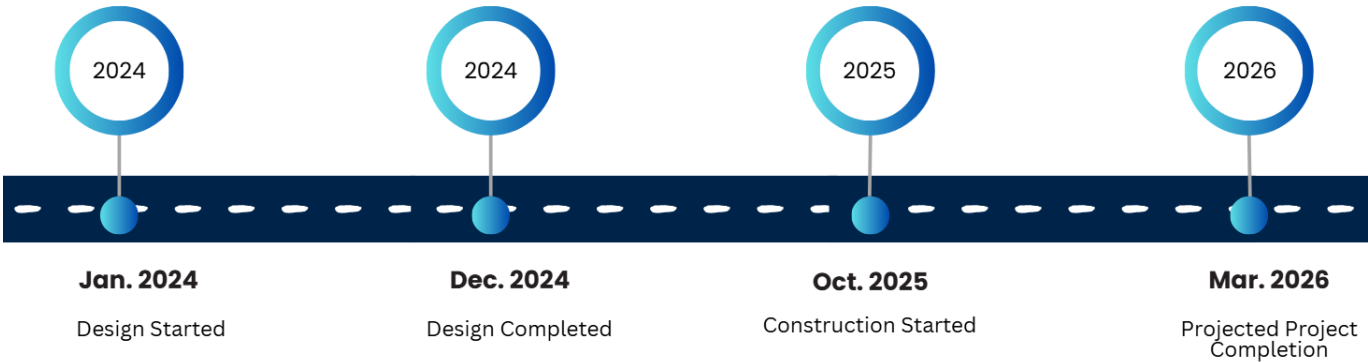 2024
2024
2025
2026
Jan. 2024
Dec. 2024
Oct. 2025
Mar. 2026
Design Started
Design Completed
Construction Started
Projected Project
Completion